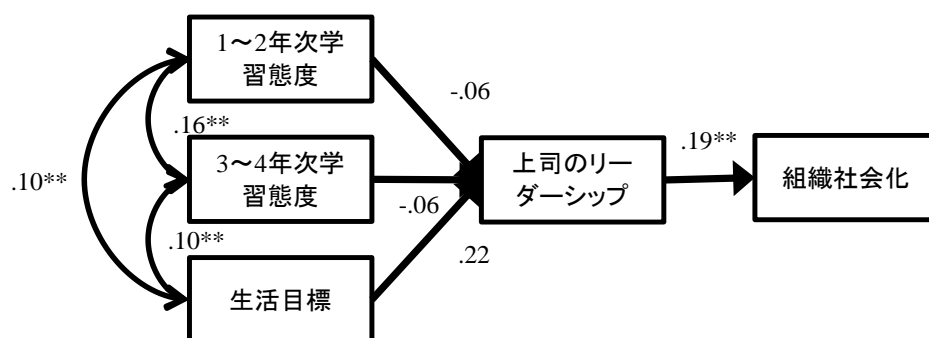 1～2年次学
習態度
-.06
.16**
.19**
3～4年次学
習態度
上司のリー
ダーシップ
組織社会化
.10**
-.06
.10**
.22
生活目標